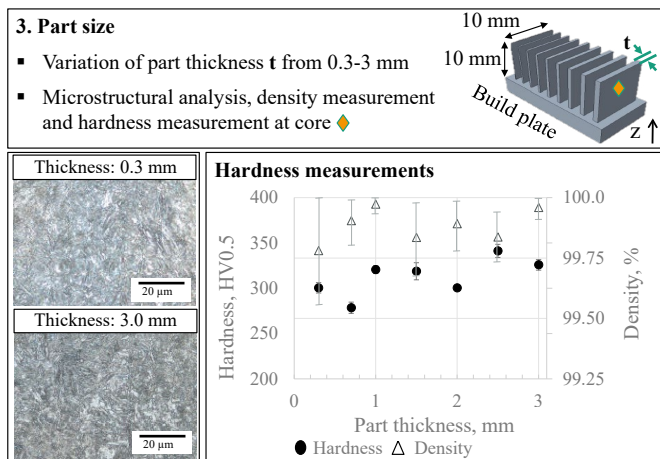 3. Part size
▪ Variation of part thickness t from 0.3-3 mm
▪ Microstructural analysis, density measurement
and hardness measurement at core
10 mm
10 mm
t
Build plate
z
Thickness: 0.3 mm
20 µm
Thickness: 3.0 mm
20 µm
Hardness measurements
400
350
300
250
200
Hardness, HV0.5
100.0
99.75
99.50
99.25
Density, %
0 1 2 3
Part thickness, mm
Hardness Density